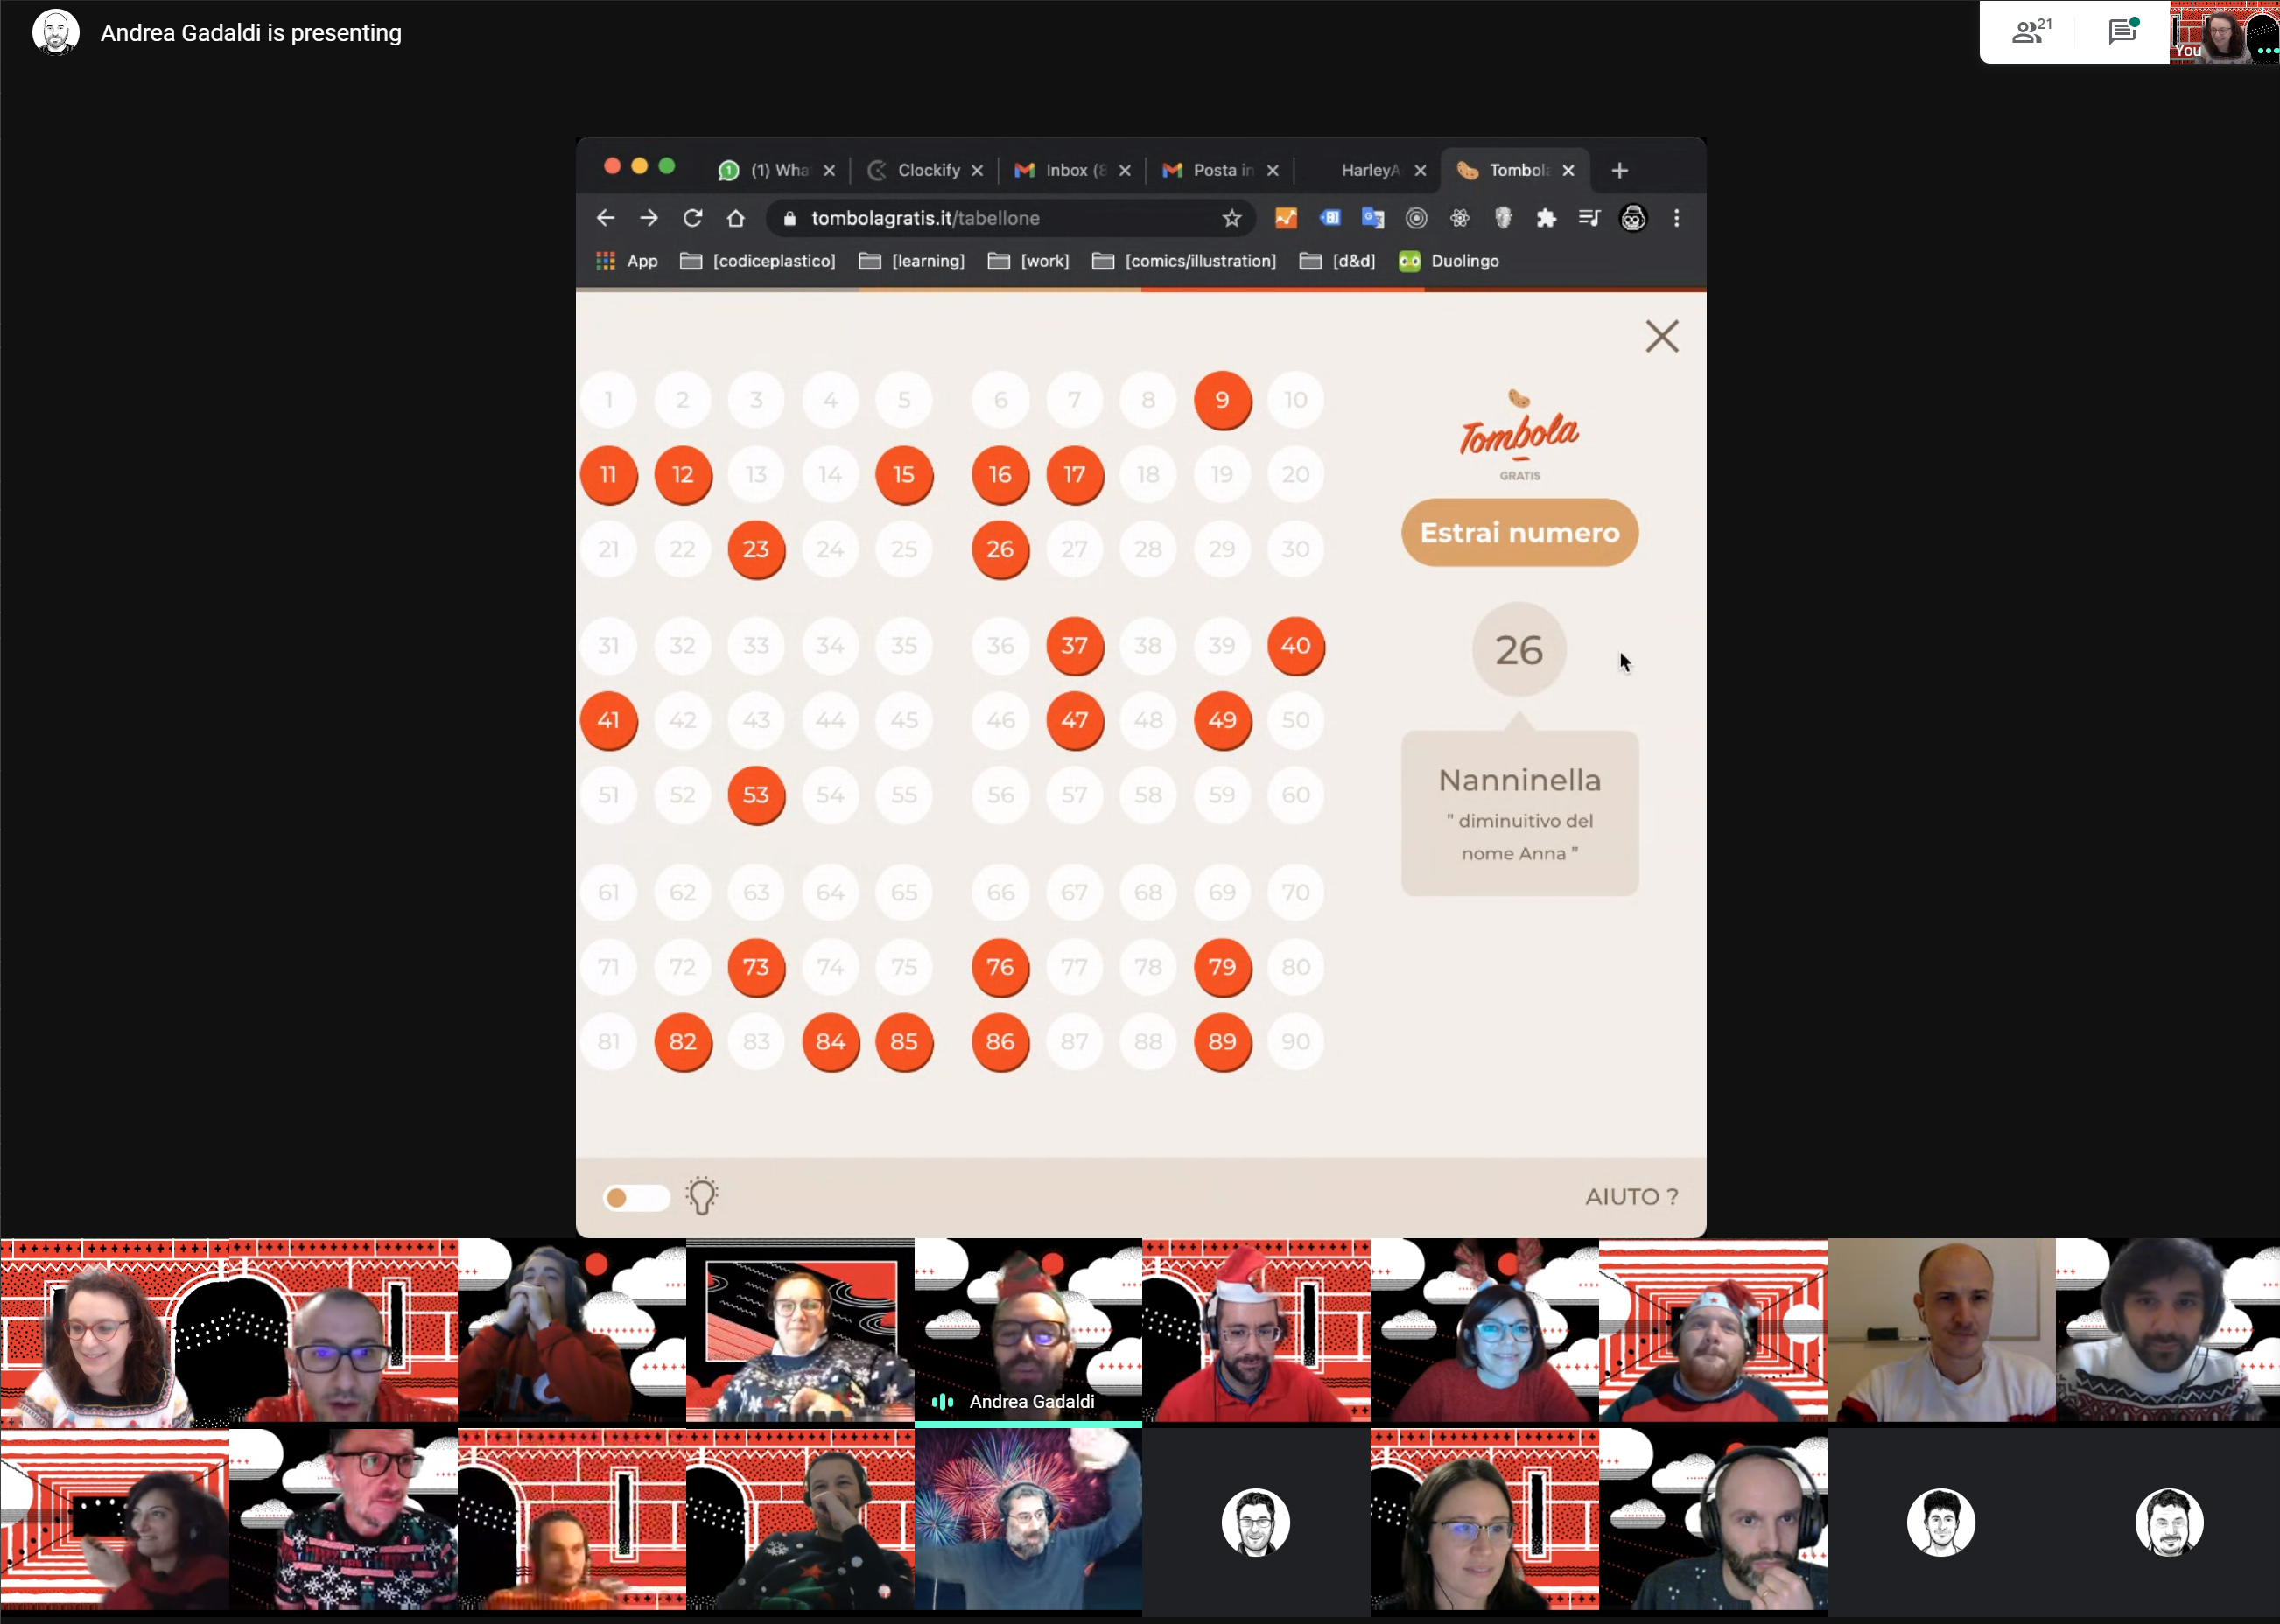 Andrea Gadaldi is presenting
21
You
(1) Wha
Clockify
Inbox (8
Posta in
HarleyA
Tombola
tombolagratis.it/tabellone
App [codiceplastico] [learning] [work] [comics/illustration] [d&d] Duolingo
1 2 3 4 5 6 7 8 9 10
11 12 13 14 15 16 17 18 19 20
21 22 23 24 25 26 27 28 29 30
31 32 33 34 35 36 37 38 39 40
41 42 43 44 45 46 47 48 49 50
51 52 53 54 55 56 57 58 59 60
61 62 63 64 65 66 67 68 69 70
71 72 73 74 75 76 77 78 79 80
81 82 83 84 85 86 87 88 89 90
Tombola
GRATIS
Estrai numero
26
Nanninella
" diminuitivo del
nome Anna "
AIUTO ?
Andrea Gadaldi